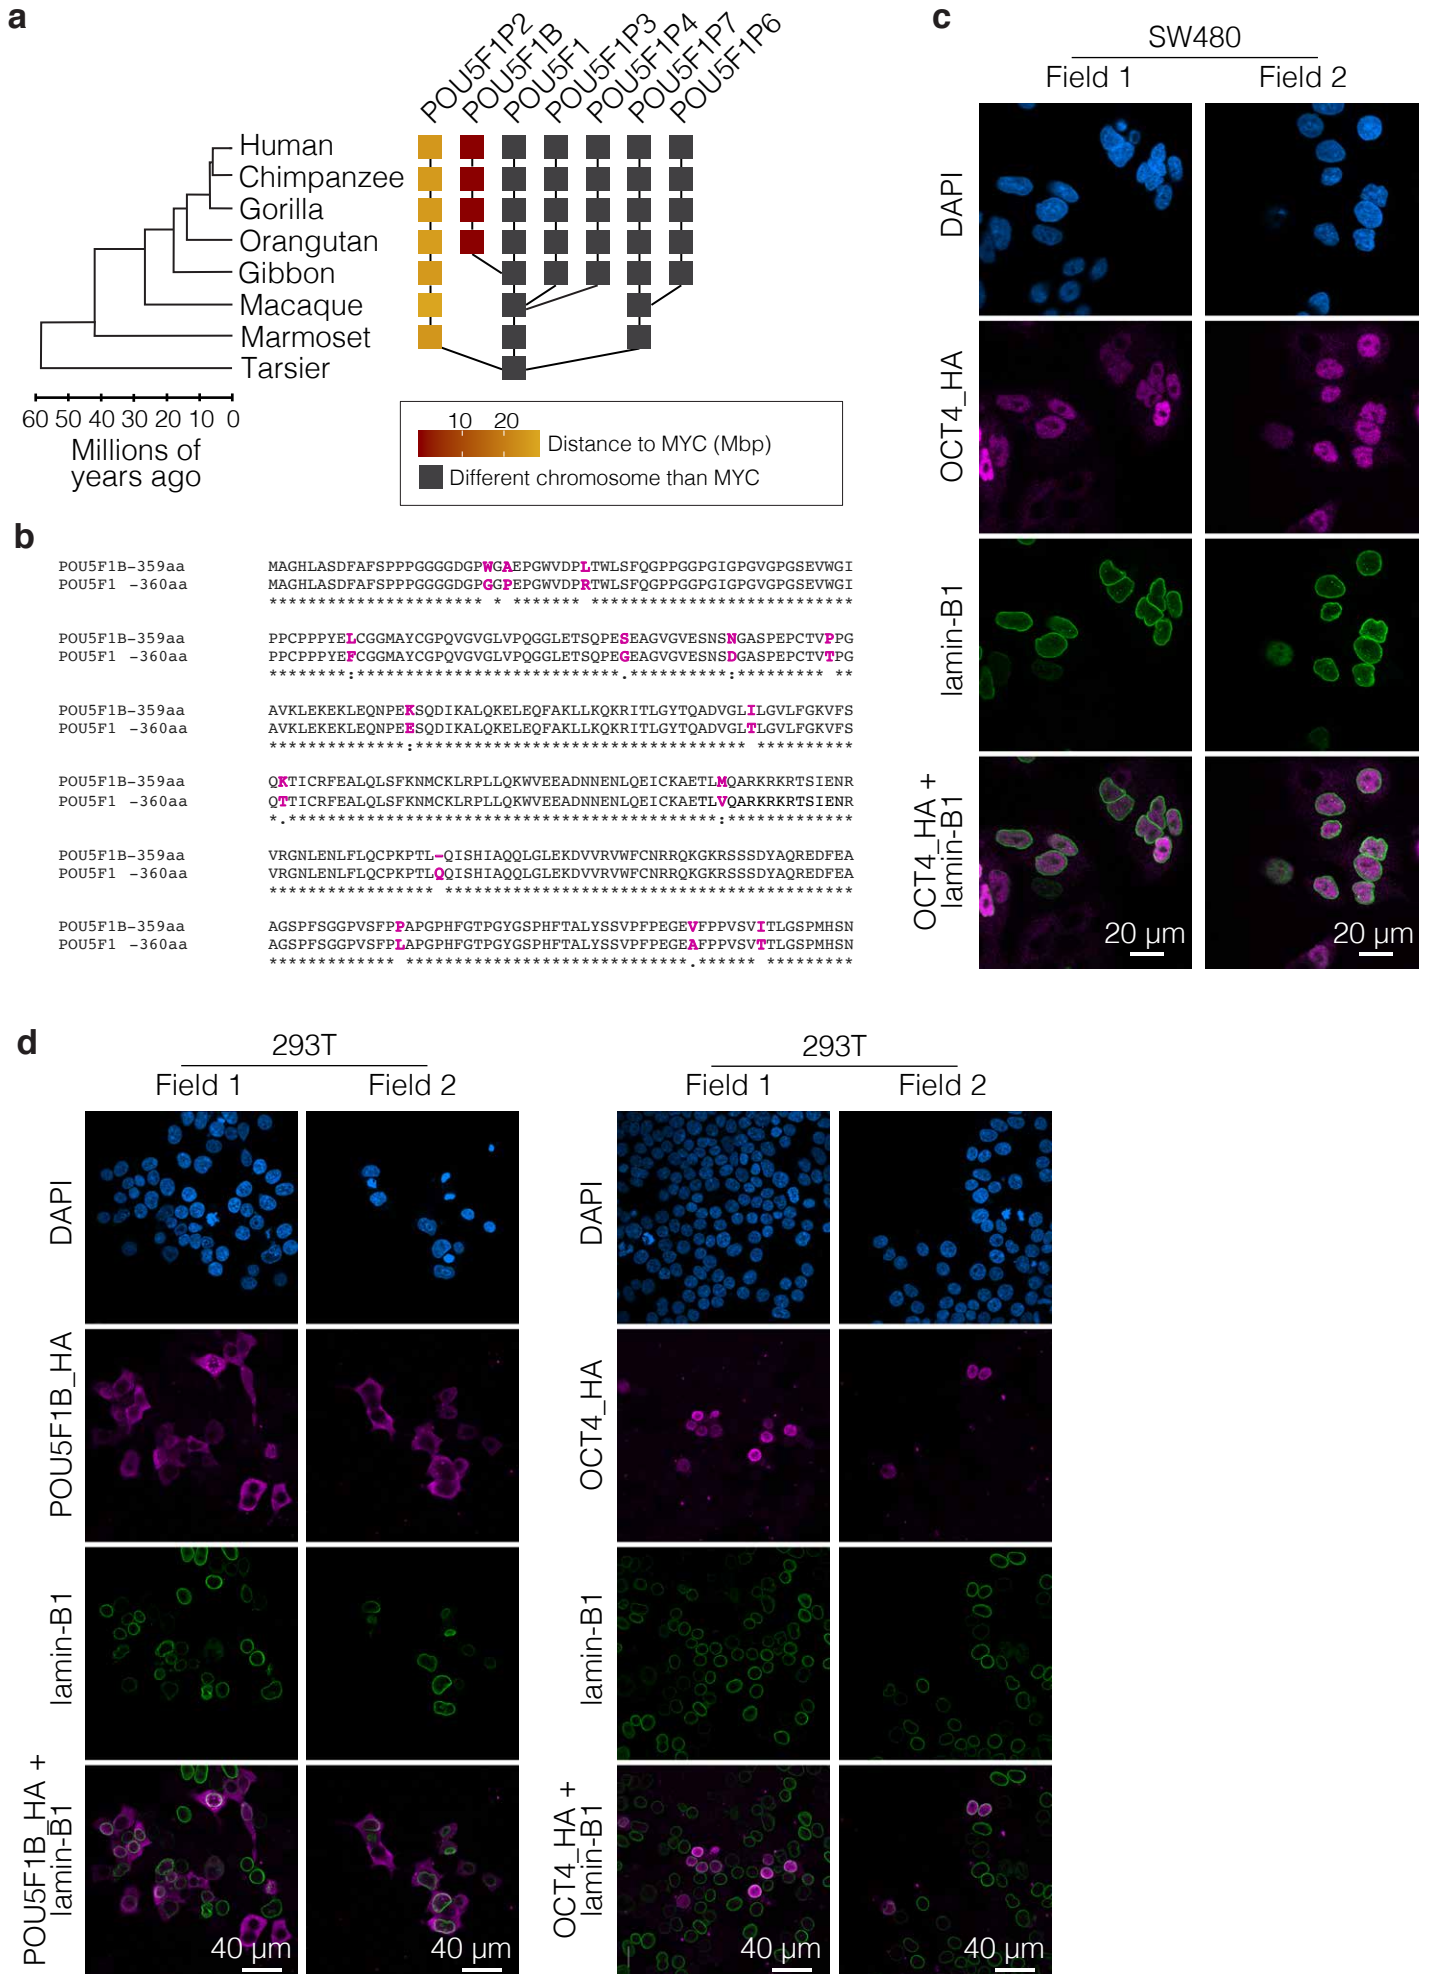 a
POU5F1P2
POU5F1B
POU5F1
POU5F1P3
POU5F1P4
POU5F1P7
POU5F1P6
Human
Chimpanzee
Gorilla
Orangutan
Gibbon
Macaque
Marmoset
Tarsier
60 50 40 30 20 10 0
Millions of
years ago
10 20
Distance to MYC (Mbp)
Different chromosome than MYC
b
POU5F1B-359aa MAGHLASDFAFSPPPGGGGDGPWGAEPGWVDPLTWLSFQGPPGGPGIGPGVGPGSEVWGI
POU5F1 -360aa MAGHLASDFAFSPPPGGGGDGPGGPEPGWVDPRTWLSFQGPPGGPGIGPGVGPGSEVWGI
********************** * ******* ***************************
POU5F1B-359aa PPCPPPYELCGGMAYCGPQVGVGLVPQGGLETSQPESEAGVGVESNSNGASPEPCTVPPG
POU5F1 -360aa PPCPPPYEFCGGMAYCGPQVGVGLVPQGGLETSQPEGEAGVGVESNSDGASPEPCTVTPG
********:***************************.**********:********* **
POU5F1B-359aa AVKLEKEKLEQNPEKSQDIKALQKELEQFAKLLKQKRITLGYTQADVGLILGVLFGKVFS
POU5F1 -360aa AVKLEKEKLEQNPEESQDIKALQKELEQFAKLLKQKRITLGYTQADVGLTLGVLFGKVFS
**************:********************************** **********
POU5F1B-359aa QKTICRFEALQLSFKNMCKLRPLLQKWVEEADNNENLQEICKAETLMQARKRKRTSIENR
POU5F1 -360aa QTTICRFEALQLSFKNMCKLRPLLQKWVEEADNNENLQEICKAETLVQARKRKRTSIENR
*.********************************************:*************
POU5F1B-359aa VRGNLENLFLQCPKPTL-QISHIAQQLGLEKDVVRVWFCNRRQKGKRSSSDYAQREDFEA
POU5F1 -360aa VRGNLENLFLQCPKPTLQQISHIAQQLGLEKDVVRVWFCNRRQKGKRSSSDYAQREDFEA
***************** ******************************************
POU5F1B-359aa AGSPFSGGPVSFPPAPGPHFGTPGYGSPHFTALYSSVPFPEGEVFPPVSVITLGSPMHSN
POU5F1 -360aa AGSPFSGGPVSFPLAPGPHFGTPGYGSPHFTALYSSVPFPEGEAFPPVSVTTLGSPMHSN
************* *****************************.****** *********
c
SW480
Field 1 Field 2
DAPI
OCT4_HA
lamin-B1
OCT4_HA +
lamin-B1
20 µm 20 µm
d
293T
Field 1 Field 2
DAPI
POU5F1B_HA
lamin-B1
POU5F1B_HA +
lamin-B1
40 µm 40 µm
293T
Field 1 Field 2
DAPI
OCT4_HA
lamin-B1
OCT4_HA +
lamin-B1
40 µm 40 µm